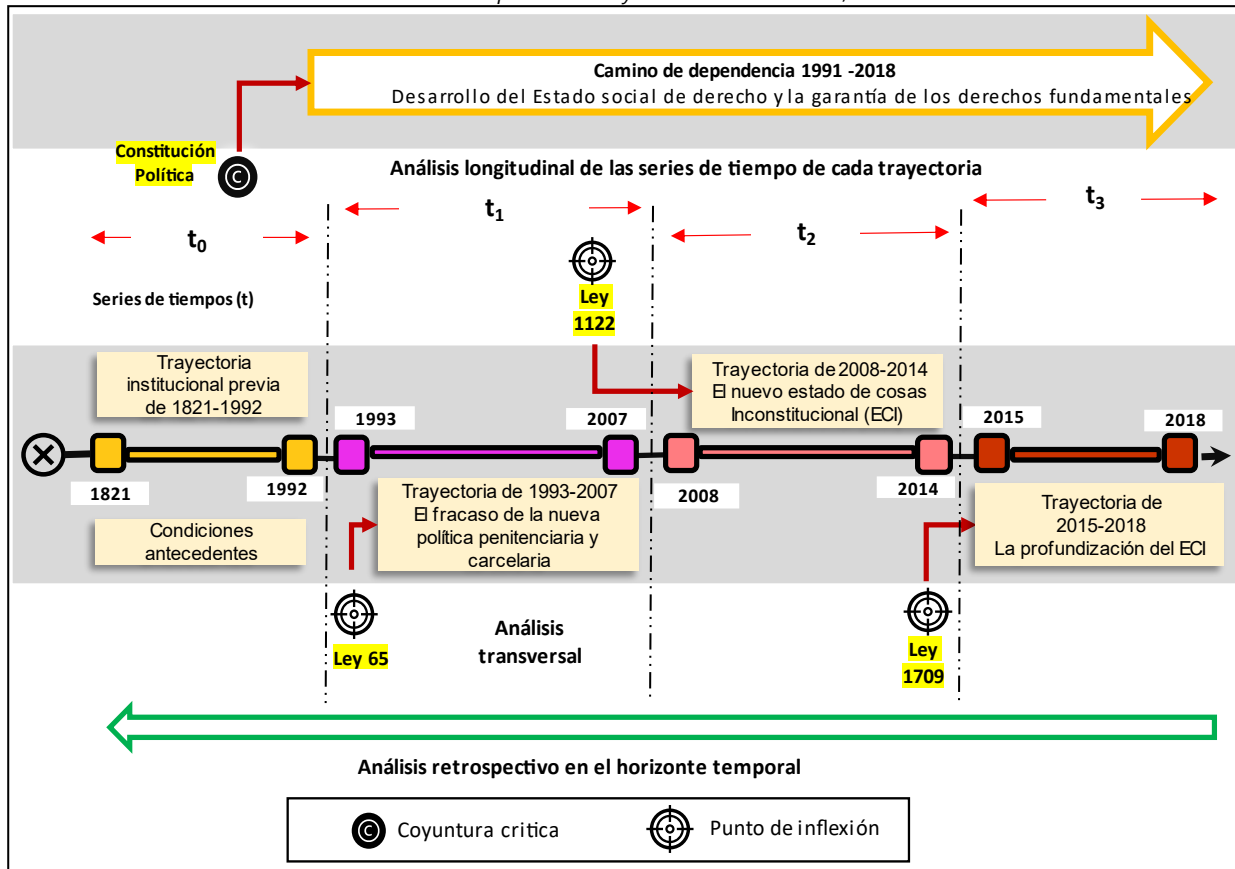 Camino de dependencia 1991 -2018
Desarrollo del Estado social de derecho y la garantía de los derechos fundamentales
Constitución
Política
C
Análisis longitudinal de las series de tiempo de cada trayectoria
t0
t1
t2
t3
Series de tiempos (t)
Ley
1122
Trayectoria
institucional previa
de 1821-1992
Trayectoria de 2008-2014
El nuevo estado de cosas
Inconstitucional (ECI)
1993
2007
2015
2018
1821
1992
2008
2014
Condiciones
antecedentes
Trayectoria de 1993-2007
El fracaso de la nueva
política penitenciaria y
carcelaria
Trayectoria de
2015-2018
La profundización del ECI
Ley 65
Análisis
transversal
Ley
1709
Análisis retrospectivo en el horizonte temporal
C Coyuntura critica
Punto de inflexión